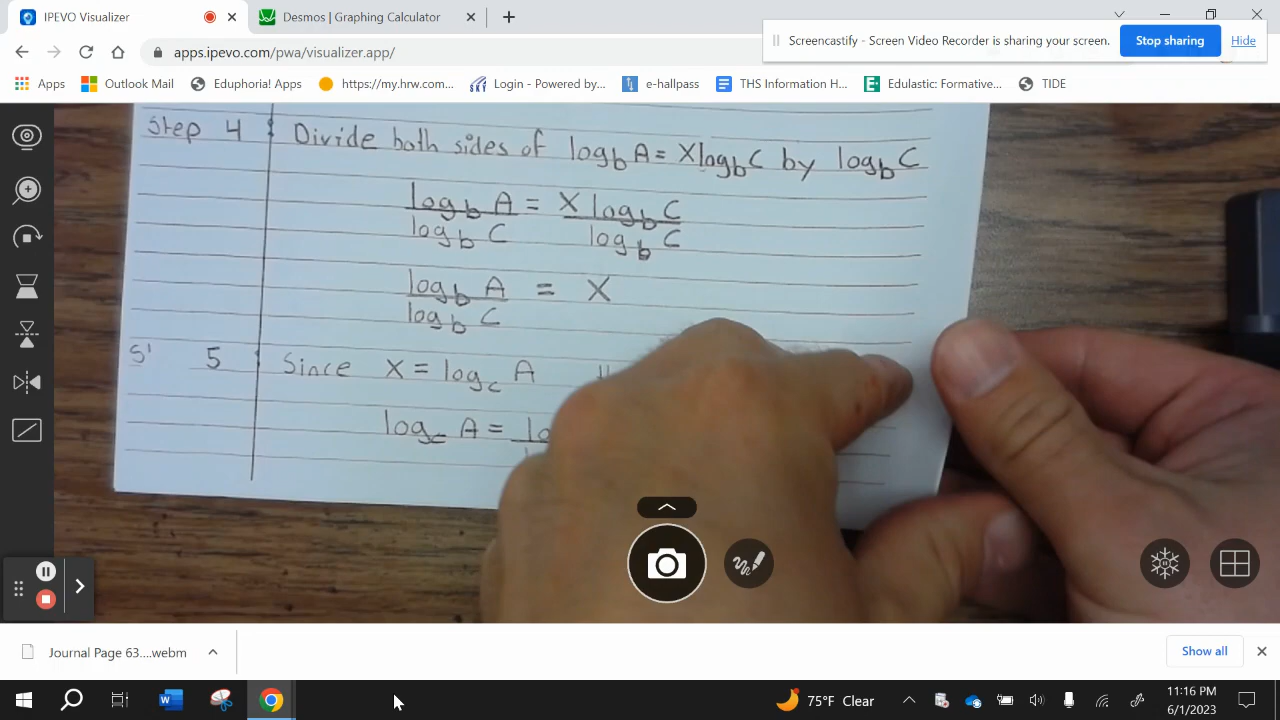 IPEVO Visualizer
Desmos | Graphing Calculator
apps.ipevo.com/pwa/visualizer.app/
Screencastify - Screen Video Recorder is sharing your screen.
Stop sharing
Hide
Apps
Outlook Mail
Eduphoria! Appo...
https://my.hrw.com...
Login - Powered by...
e-hallpass
THS Information H...
Edulastic: Formative...
TIDE
Step 4 Divide both sides of log_b A = X log_b C by log_b C
log_b A = X log_b C
log_b C log_b C
log_b A = X
log_b C
5 Since X = log_c A
log_c A =
Journal Page 63....webm
Show all
75°F Clear
11:16 PM
6/1/2023